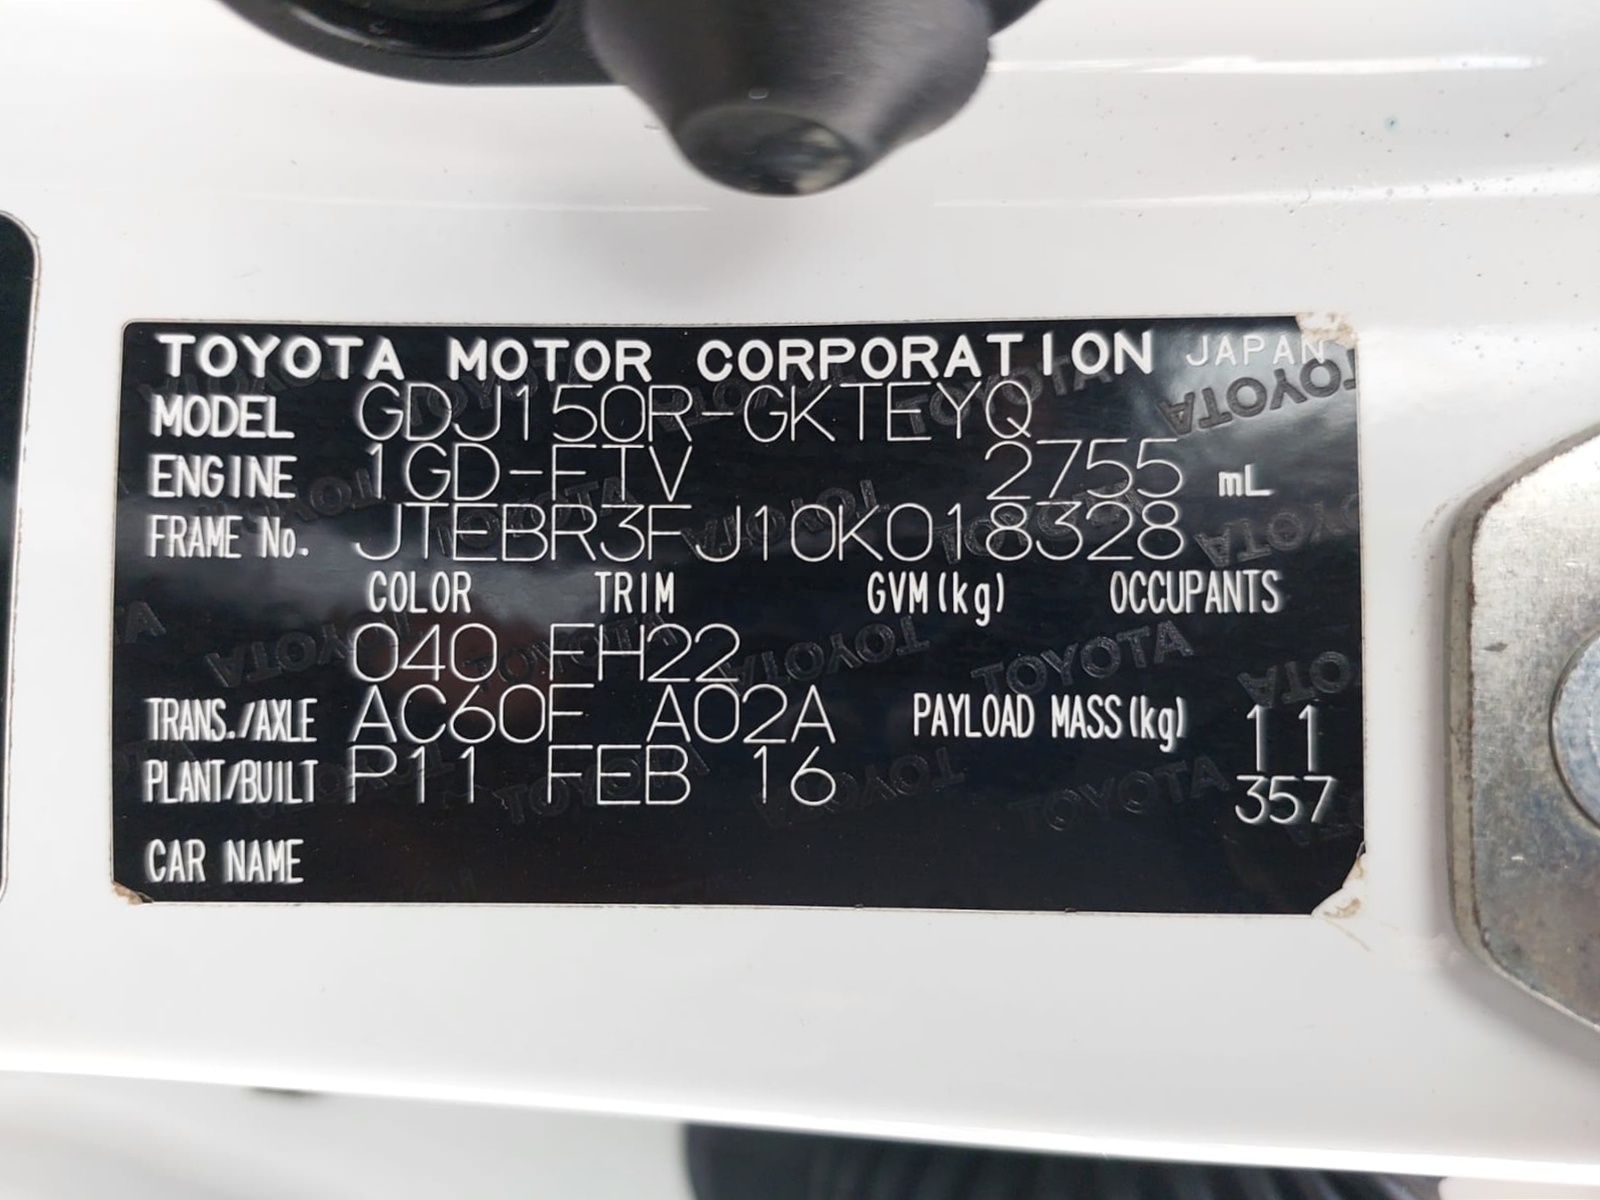 TOYOTA MOTOR CORPORATION JAPAN
MODEL GDJ150R-GKTEYQ
ENGINE 1GD-FTV 2755 mL
FRAME No. JTEBR3FJ10K018328
COLOR TRIM GVM(kg) OCCUPANTS
040 FH22
TRANS./AXLE AC60F A02A PAYLOAD MASS(kg) 11
PLANT/BUILT P11 FEB 16 357
CAR NAME